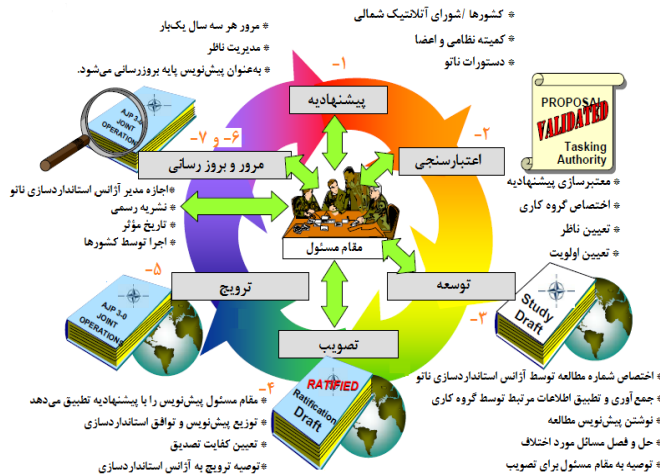 ۱-
پیشنهادیه
* کشورها /شورای آتلانتیک شمالی
* کمیته نظامی و اعضا
* دستورات ناتو
۲-
اعتبارسنجی
PROPOSAL
VALIDATED
Tasking
Authority
* معتبرسازی پیشنهادیه
* اختصاص گروه کاری
* تعیین ناظر
* تعیین اولویت
۳-
توسعه
Study
Draft
* اختصاص شماره مطالعه توسط آژانس استانداردسازی ناتو
* جمع‌آوری و تطبیق اطلاعات مرتبط توسط گروه کاری
* نوشتن پیش‌نویس مطالعه
* حل و فصل مسائل مورد اختلاف
* توصیه به مقام مسئول برای تصویب
۴-
تصویب
RATIFIED
Ratification
Draft
* مقام مسئول پیش‌نویس را با پیشنهادیه تطبیق می‌دهد
* توزیع پیش‌نویس و توافق استانداردسازی
* تعیین کفایت تصدیق
* توصیه ترویج به آژانس استانداردسازی
۵-
ترویج
AJP 3-0
JOINT
OPERATIONS
* اجازه مدیر آژانس استانداردسازی ناتو
* نشریه رسمی
* تاریخ مؤثر
* اجرا توسط کشورها
۶- و ۷-
مرور و بروز رسانی
AJP 3-0
JOINT
OPERATIONS
* مرور هر سه سال یک‌بار
* مدیریت ناظر
* به‌عنوان پیش‌نویس پایه بروزرسانی می‌شود.
مقام مسئول